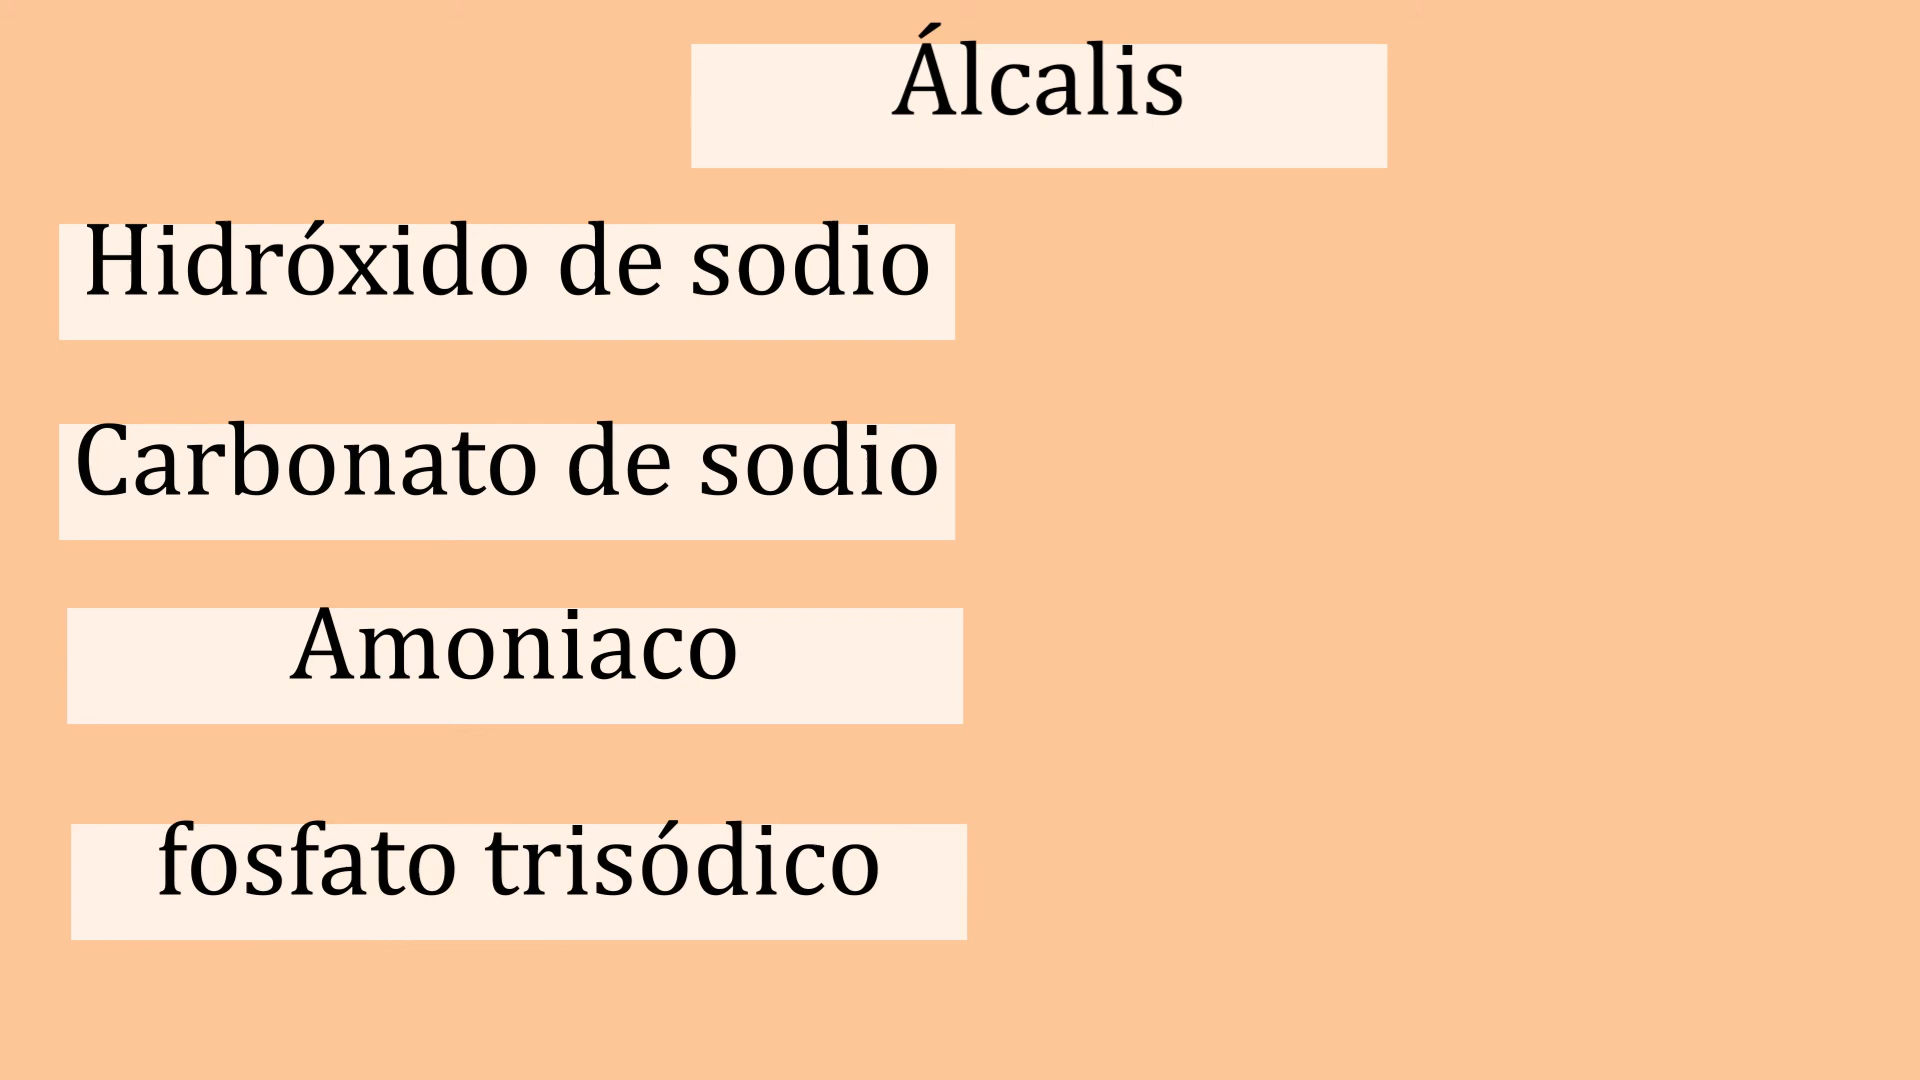 Álcalis
Hidróxido de sodio
Carbonato de sodio
Amoniaco
fosfato trisódico